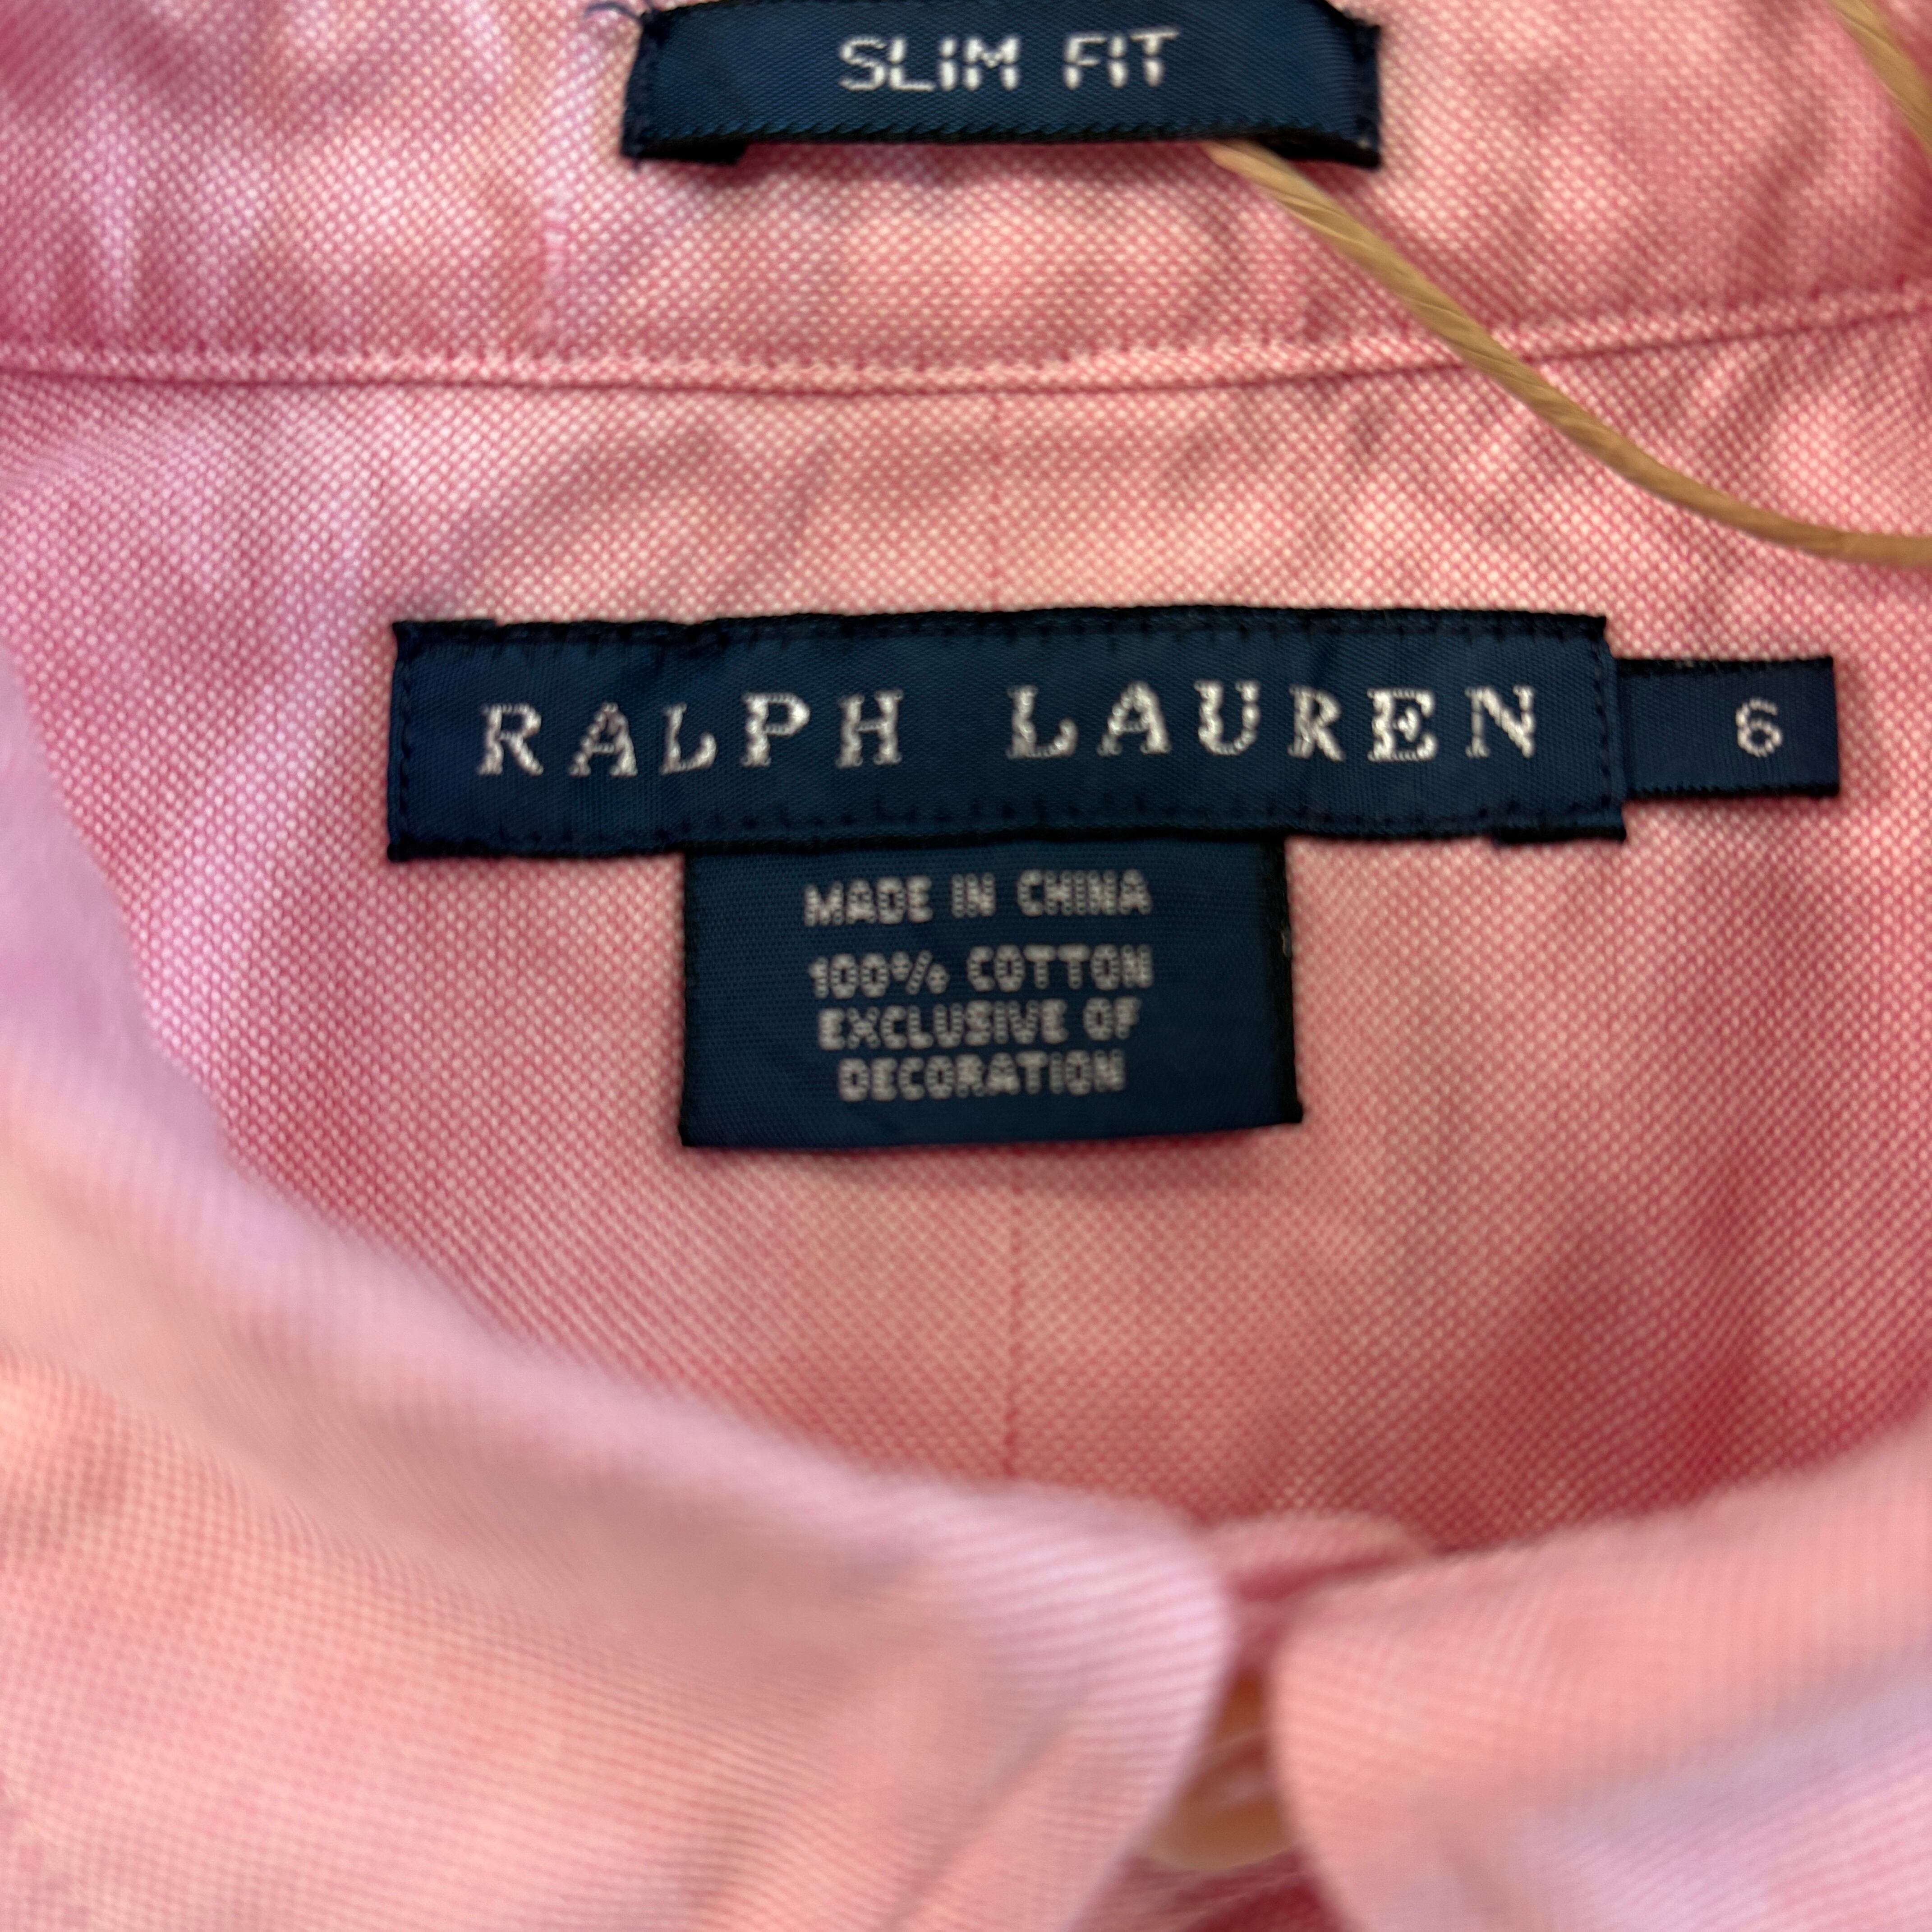 SLIM FIT
RALPH LAUREN
6
MADE IN CHINA
100% COTTON
EXCLUSIVE OF
DECORATION